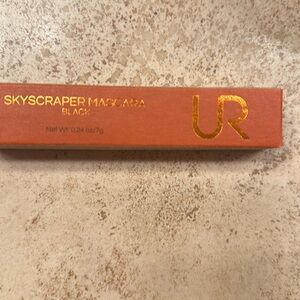 SKYSCRAPER MASCARA
BLACK
Net Wt. 0.24 oz/7g
UR